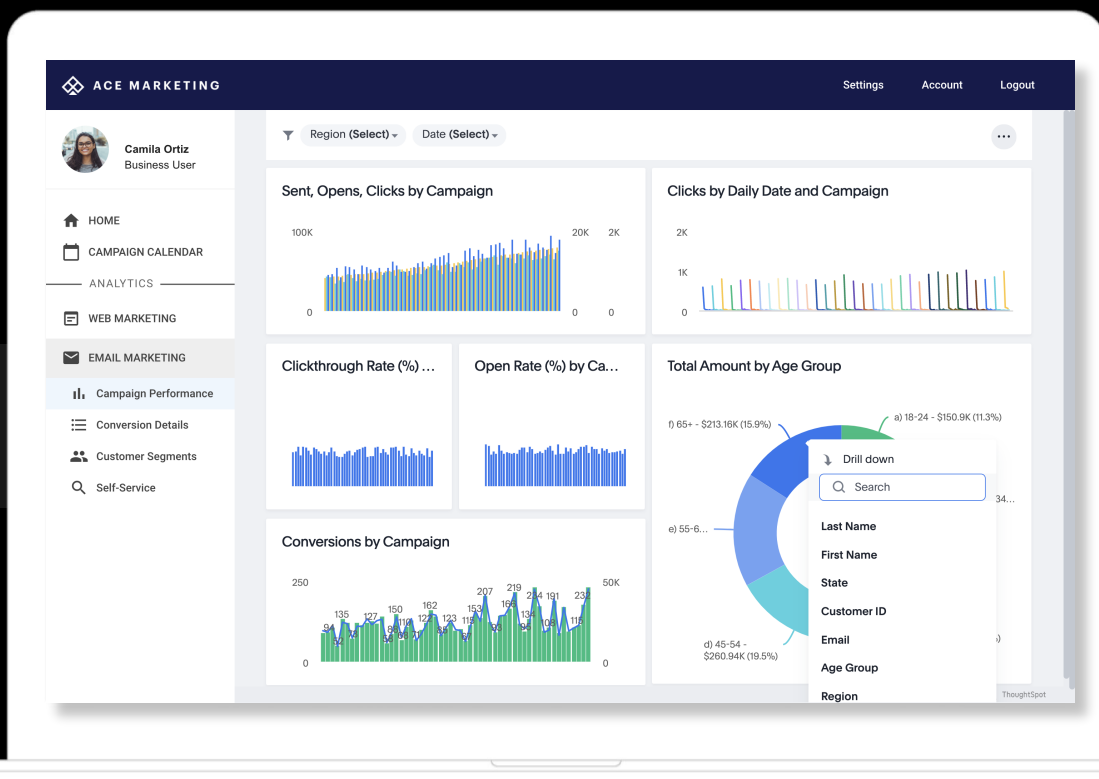 ACE MARKETING
Settings
Account
Logout
Camila Ortiz
Business User
HOME
CAMPAIGN CALENDAR
ANALYTICS
WEB MARKETING
EMAIL MARKETING
Campaign Performance
Conversion Details
Customer Segments
Self-Service
Region (Select)
Date (Select)
...
Sent, Opens, Clicks by Campaign
100K
20K
2K
0
0
0
Clicks by Daily Date and Campaign
2K
1K
0
Clickthrough Rate (%) ...
Open Rate (%) by Ca...
Conversions by Campaign
250
50K
0
0
94
135
73
127
150
162
123
153
207
219
191
Total Amount by Age Group
f) 65+ - $213.16K (15.9%)
a) 18-24 - $150.9K (11.3%)
34...
e) 55-6...
d) 45-54 -
$260.94K (19.5%)
Drill down
Search
Last Name
First Name
State
Customer ID
Email
Age Group
Region
ThoughtSpot